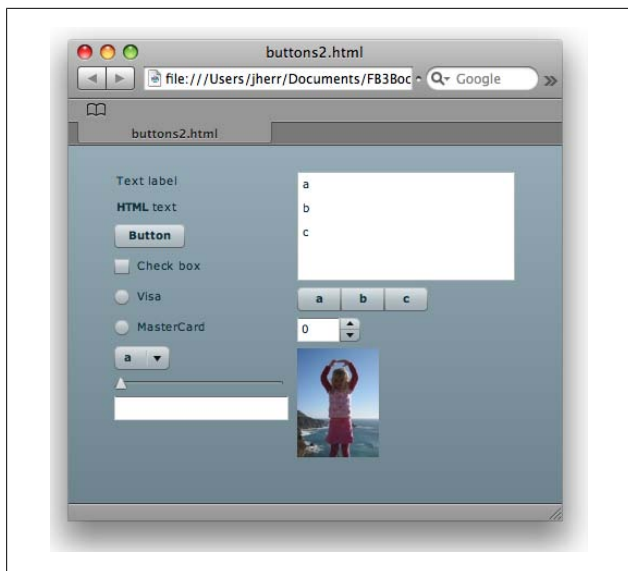 buttons2.html
file:///Users/jherr/Documents/FB3Boc
Google
buttons2.html
Text label
HTML text
Button
Check box
Visa
MasterCard
a
a
b
c
a b c
0